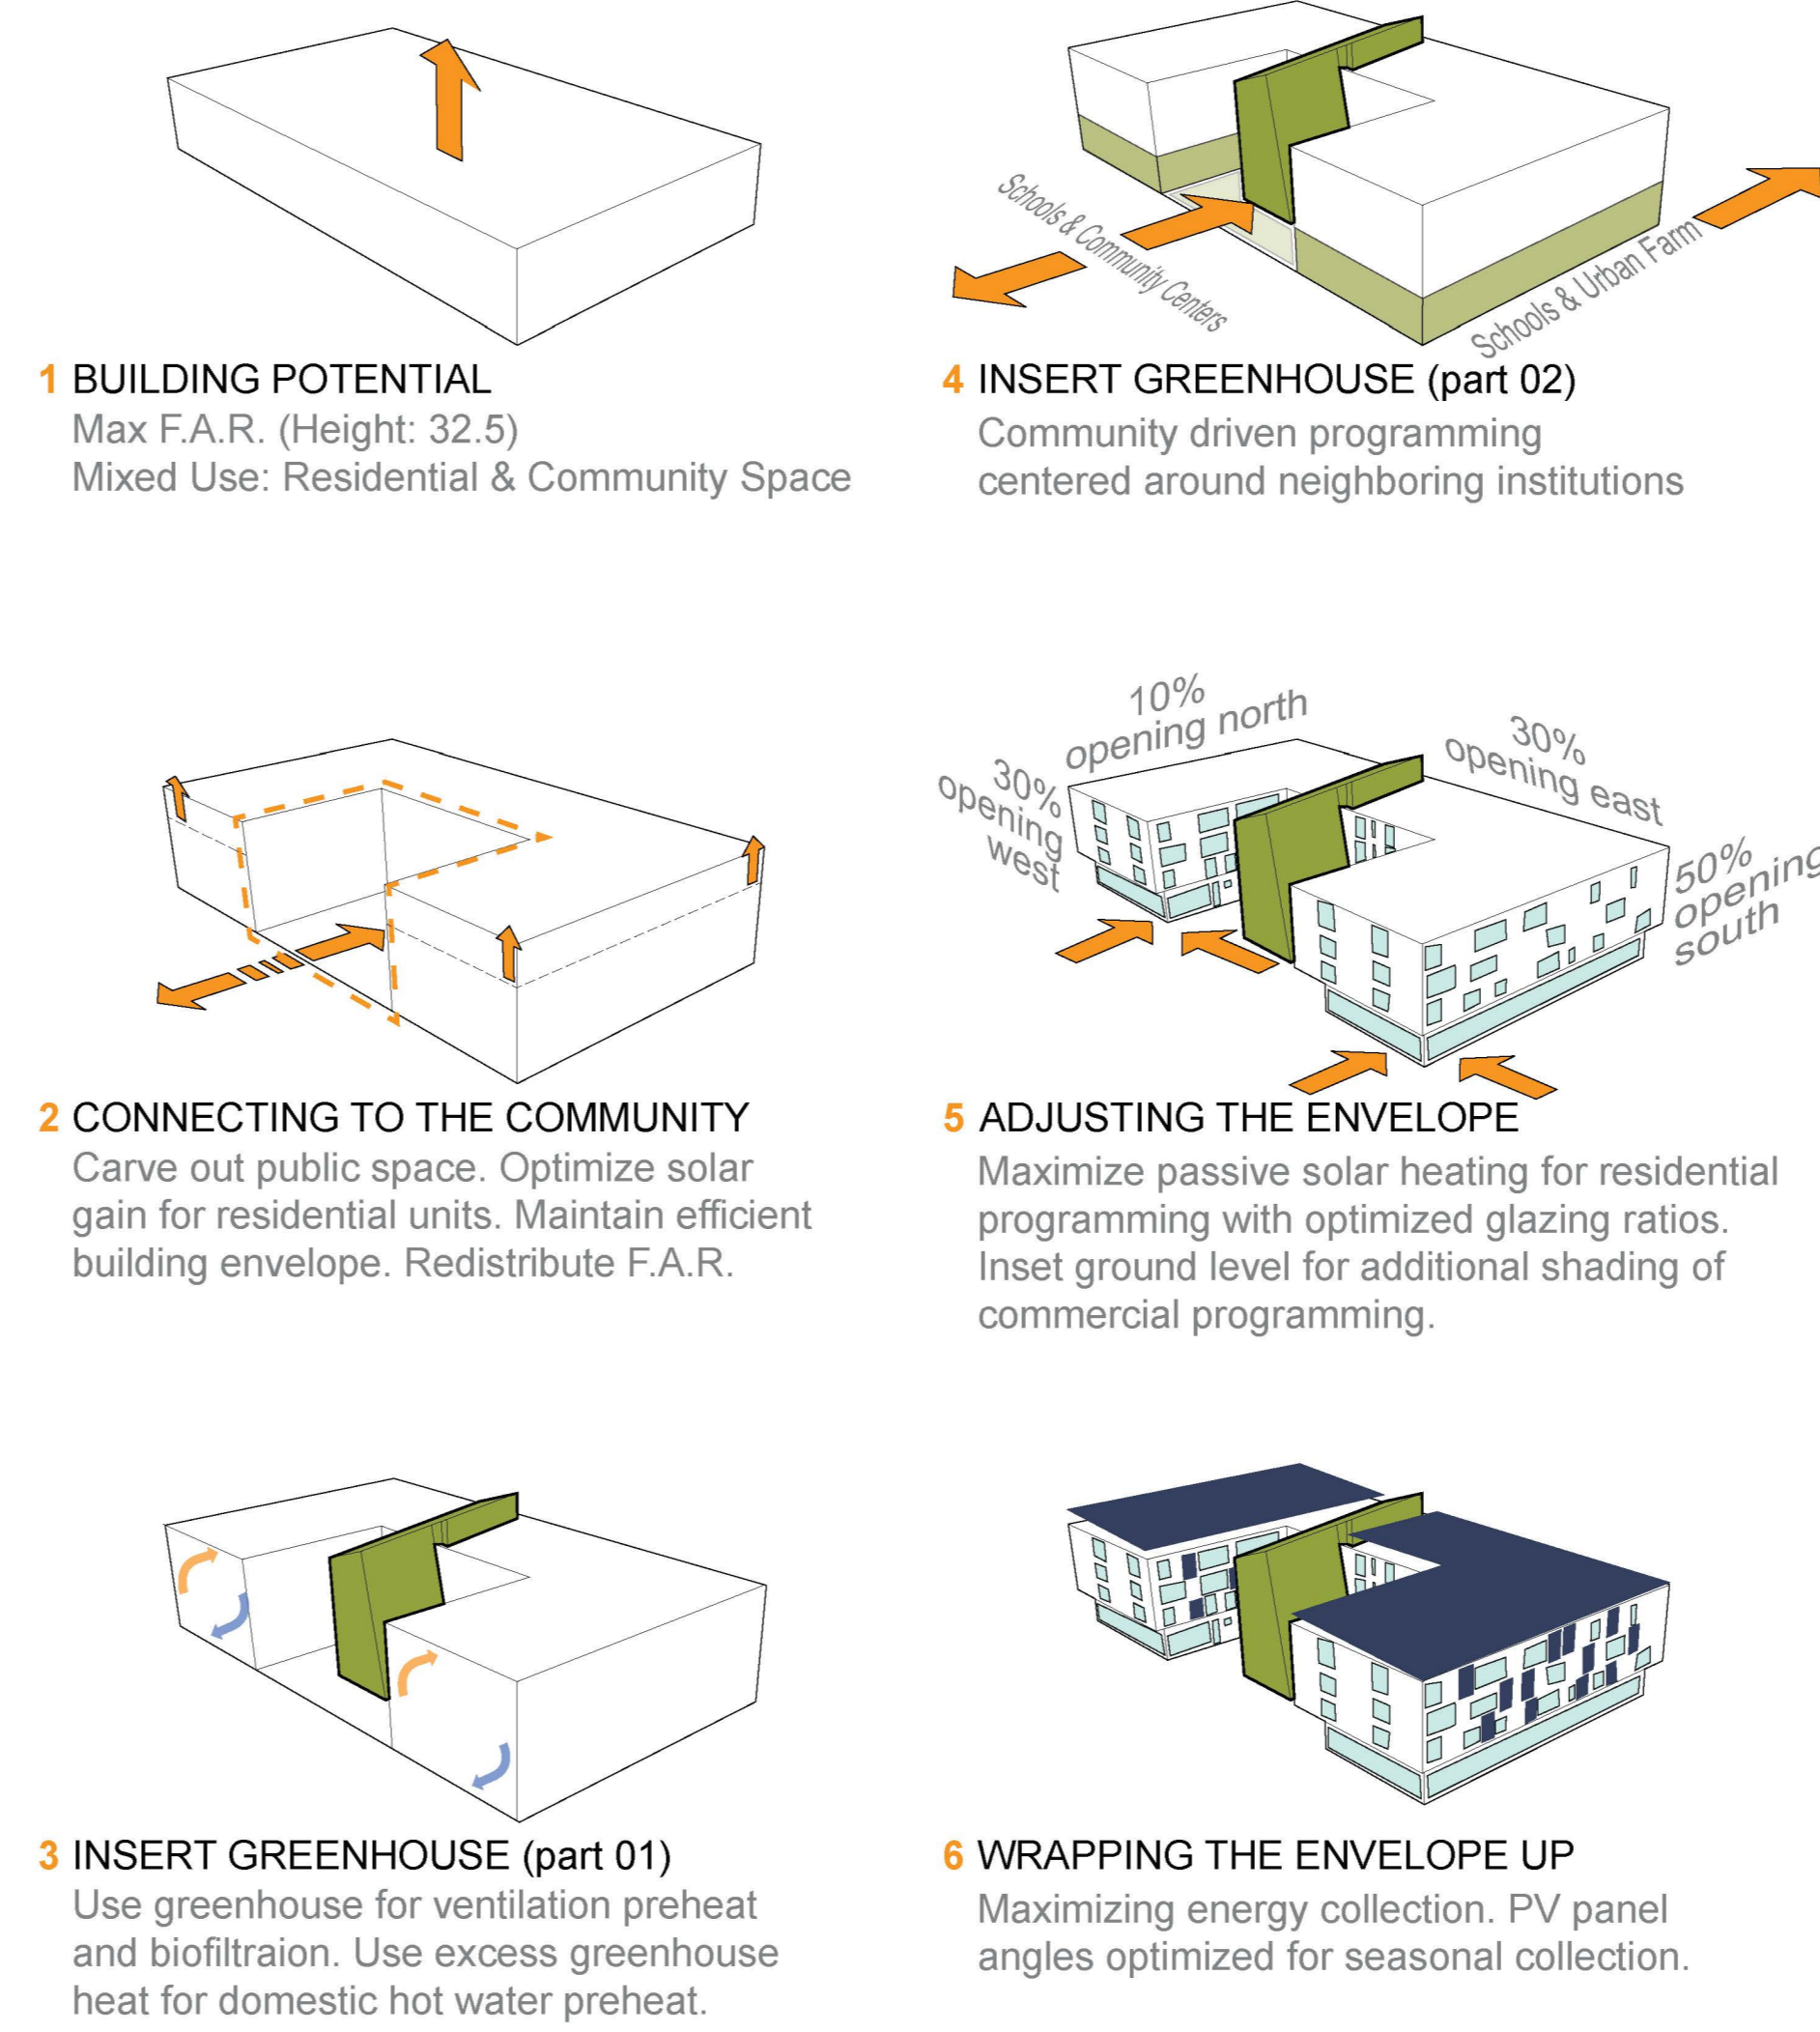 1 BUILDING POTENTIAL
Max F.A.R. (Height: 32.5)
Mixed Use: Residential & Community Space
2 CONNECTING TO THE COMMUNITY
Carve out public space. Optimize solar
gain for residential units. Maintain efficient
building envelope. Redistribute F.A.R.
3 INSERT GREENHOUSE (part 01)
Use greenhouse for ventilation preheat
and biofiltraion. Use excess greenhouse
heat for domestic hot water preheat.
Schools & Community Centers
Schools & Urban Farm
4 INSERT GREENHOUSE (part 02)
Community driven programming
centered around neighboring institutions
10%
opening north
30%
opening
west
30%
opening east
50%
opening
south
5 ADJUSTING THE ENVELOPE
Maximize passive solar heating for residential
programming with optimized glazing ratios.
Inset ground level for additional shading of
commercial programming.
6 WRAPPING THE ENVELOPE UP
Maximizing energy collection. PV panel
angles optimized for seasonal collection.